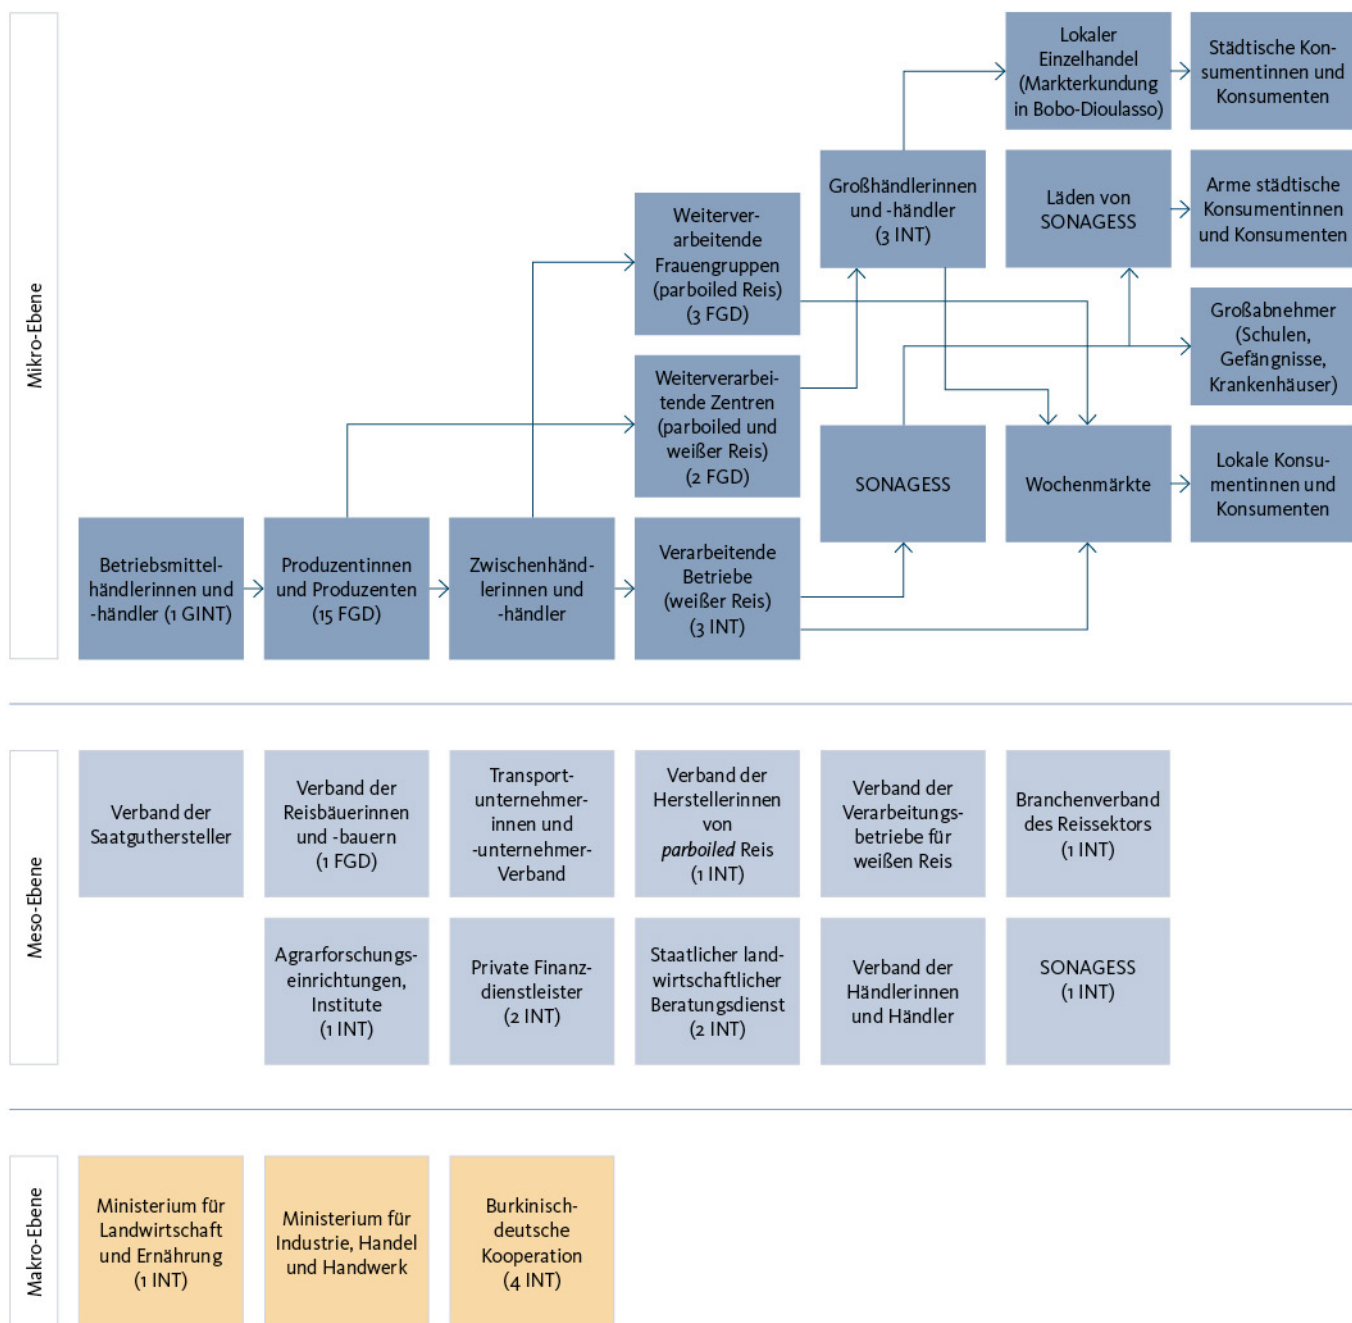 Mikro-Ebene
Lokaler
Einzelhandel
(Markterkundung
in Bobo-Dioulasso)
Städtische Kon-
sumentinnen und
Konsumenten
Großhändlerinnen
und -händler
(3 INT)
Läden von
SONAGESS
Arme städtische
Konsumentinnen
und Konsumenten
Weiterver-
arbeitende
Frauengruppen
(parboiled Reis)
(3 FGD)
Großabnehmer
(Schulen,
Gefängnisse,
Krankenhäuser)
Weiterverarbei-
tende Zentren
(parboiled und
weißer Reis)
(2 FGD)
SONAGESS
Wochenmärkte
Lokale Konsu-
mentinnen und
Konsumenten
Betriebsmittel-
händlerinnen und
-händler (1 GINT)
Produzentinnen
und Produzenten
(15 FGD)
Zwischenhänd-
lerinnen und
-händler
Verarbeitende
Betriebe
(weißer Reis)
(3 INT)
Meso-Ebene
Verband der
Saatguthersteller
Verband der
Reisbäuerinnen
und -bauern
(1 FGD)
Transport-
unternehmer-
innen und
-unternehmer-
Verband
Verband der
Herstellerinnen
von
parboiled Reis
(1 INT)
Verband der
Verarbeitungs-
betriebe für
weißen Reis
Branchenverband
des Reissektors
(1 INT)
Agrarforschungs-
einrichtungen,
Institute
(1 INT)
Private Finanz-
dienstleister
(2 INT)
Staatlicher land-
wirtschaftlicher
Beratungsdienst
(2 INT)
Verband der
Händlerinnen
und Händler
SONAGESS
(1 INT)
Makro-Ebene
Ministerium für
Landwirtschaft
und Ernährung
(1 INT)
Ministerium für
Industrie, Handel
und Handwerk
Burkinisch-
deutsche
Kooperation
(4 INT)